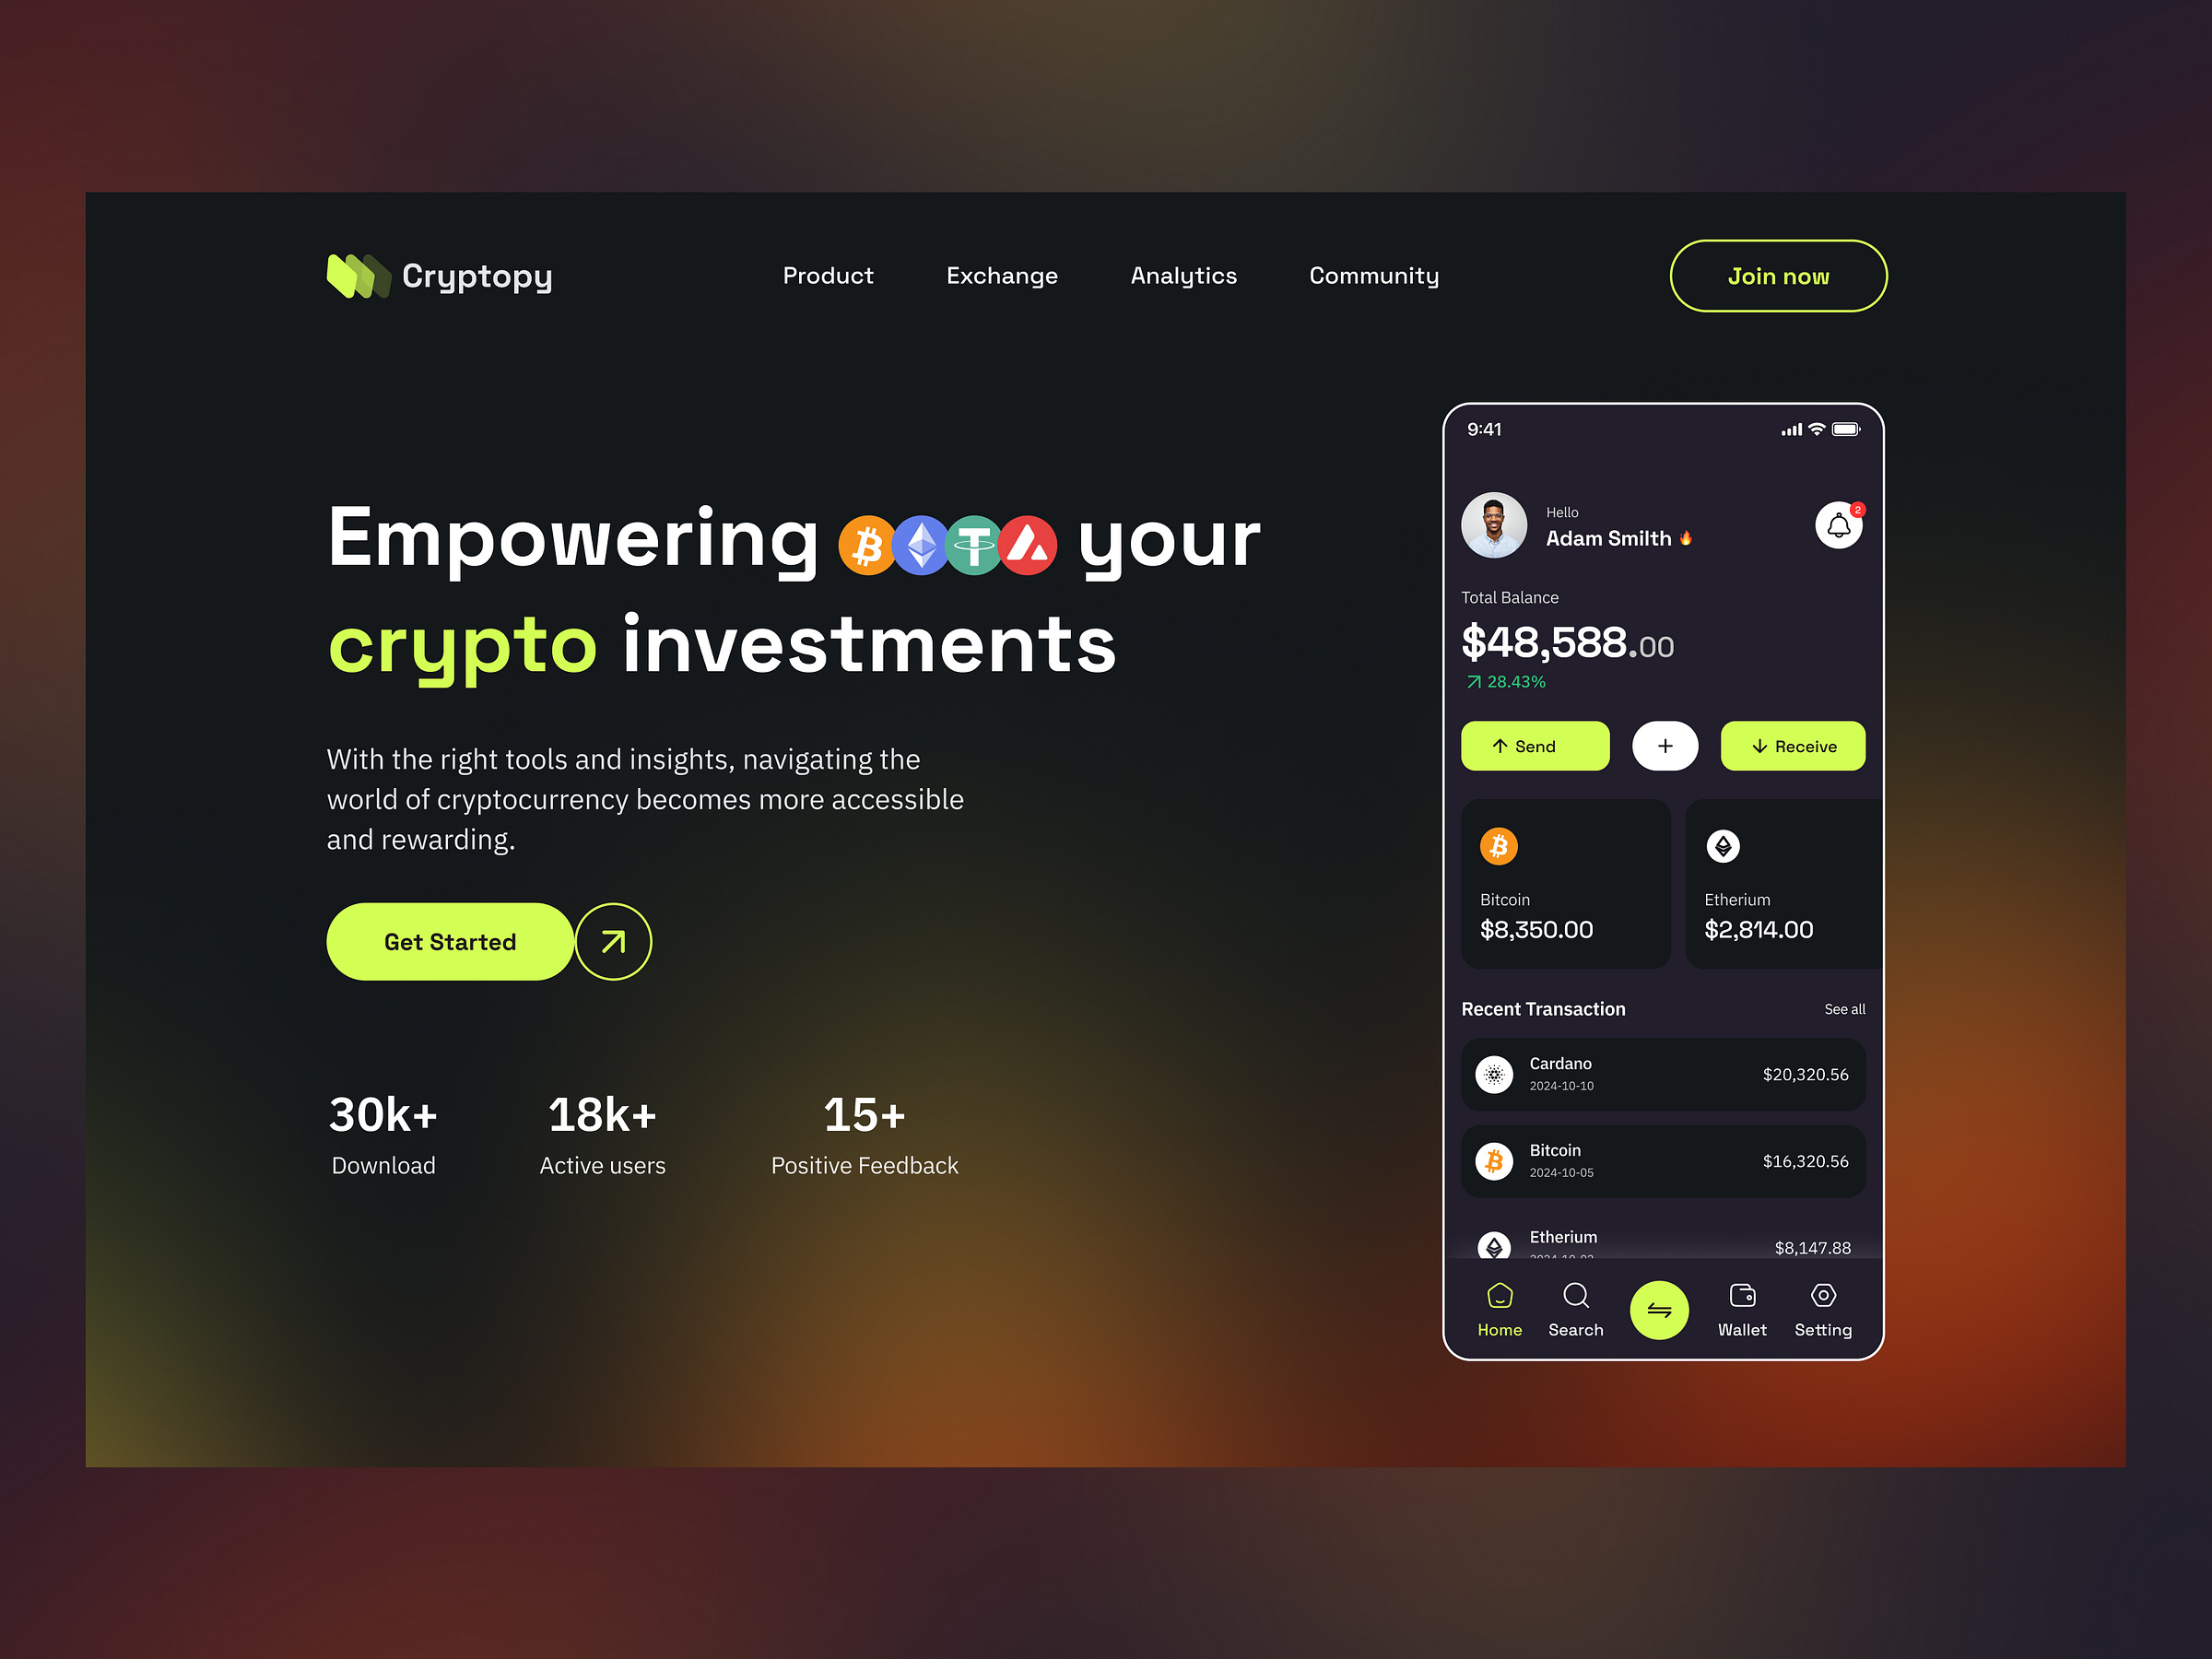 Cryptopy
Product
Exchange
Analytics
Community
Join now
Empowering your
crypto investments
With the right tools and insights, navigating the
world of cryptocurrency becomes more accessible
and rewarding.
Get Started
30k+
Download
18k+
Active users
15+
Positive Feedback
9:41
Hello
Adam Smilth
2
Total Balance
$48,588.00
28.43%
Send
+
Receive
Bitcoin
$8,350.00
Etherium
$2,814.00
Recent Transaction
See all
Cardano
2024-10-10
$20,320.56
Bitcoin
2024-10-05
$16,320.56
Etherium
$8,147.88
Home
Search
Wallet
Setting